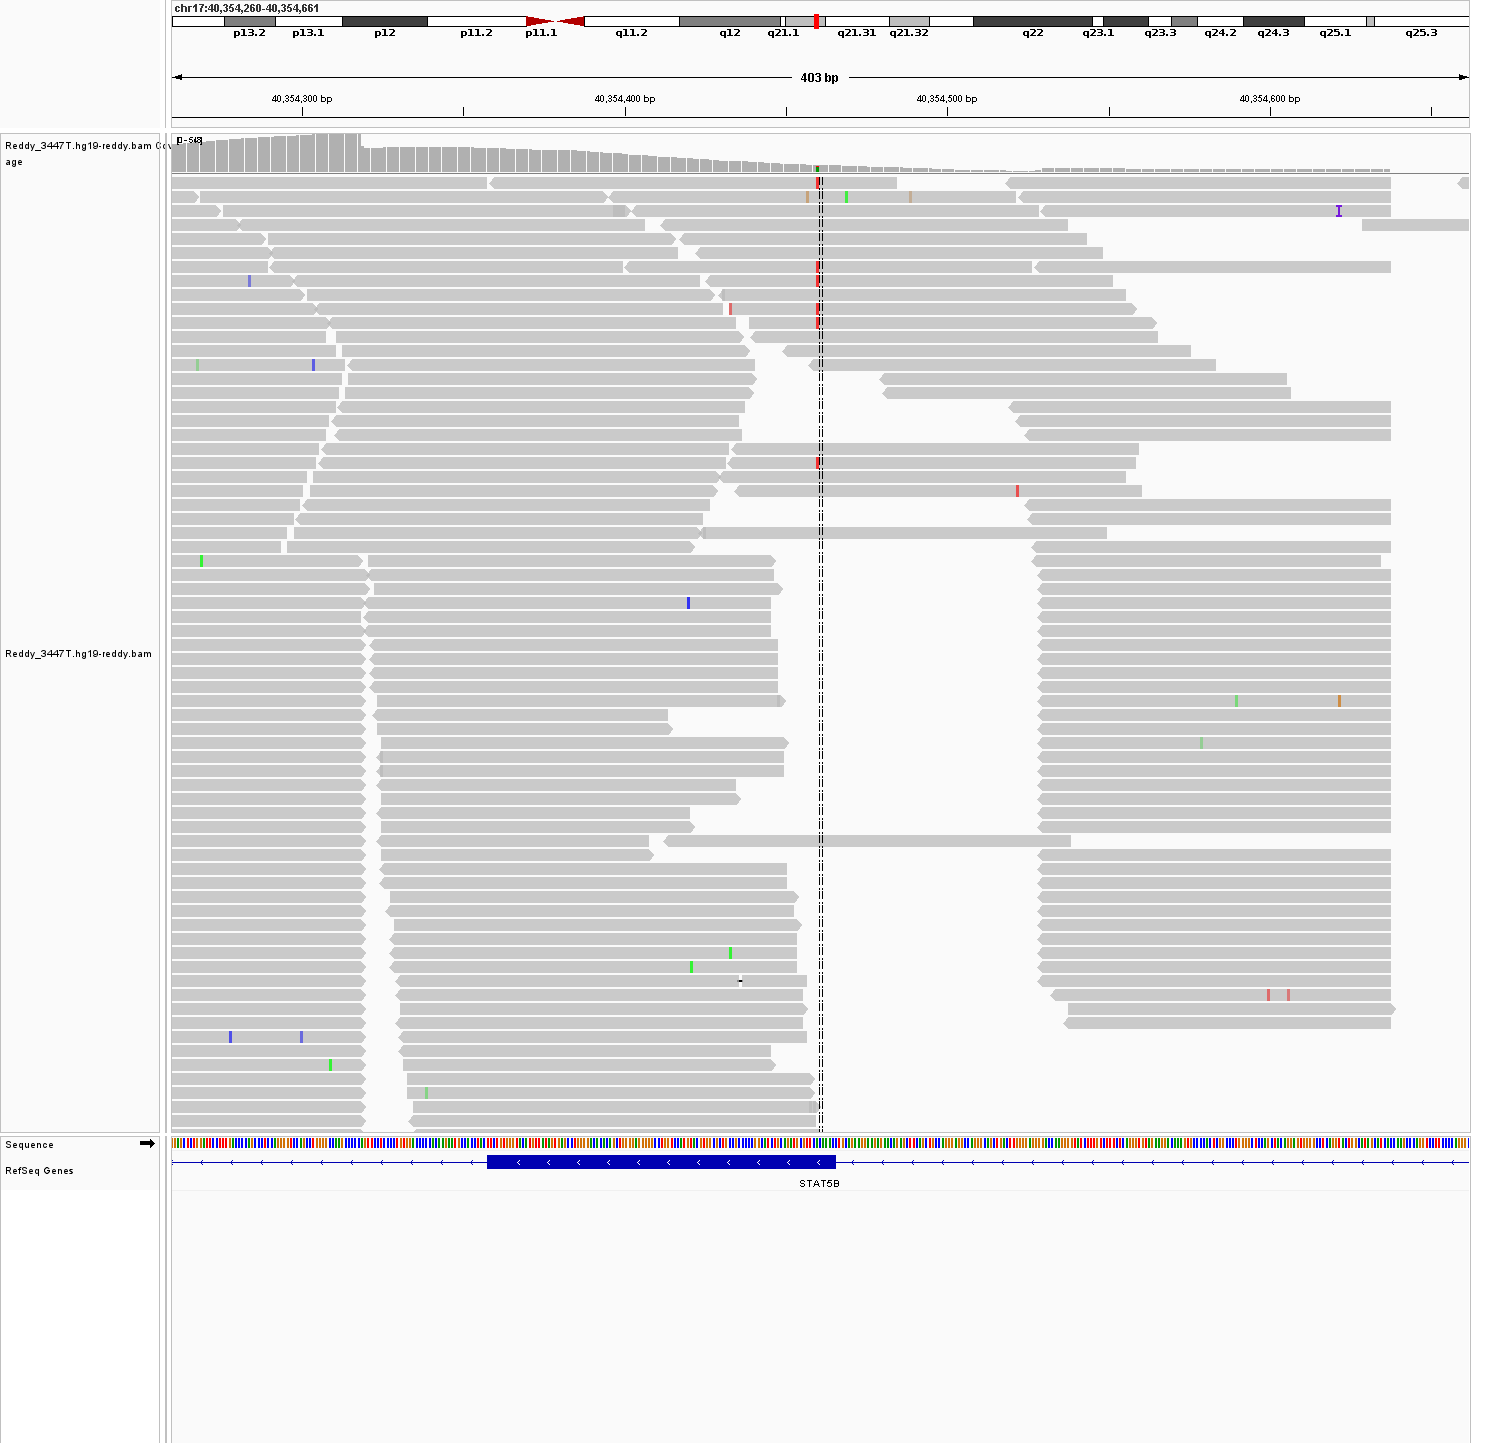 chr17:40,354,260-40,354,661
p13.2 p13.1 p12 p11.2 p11.1 q11.2 q12 q21.1 q21.31 q21.32 q22 q23.1 q23.3 q24.2 q24.3 q25.1 q25.3
403 bp
40,354,300 bp 40,354,400 bp 40,354,500 bp 40,354,600 bp
Reddy_3447T.hg19-reddy.bam Cov
age
Reddy_3447T.hg19-reddy.bam
Sequence
RefSeq Genes
STAT5B